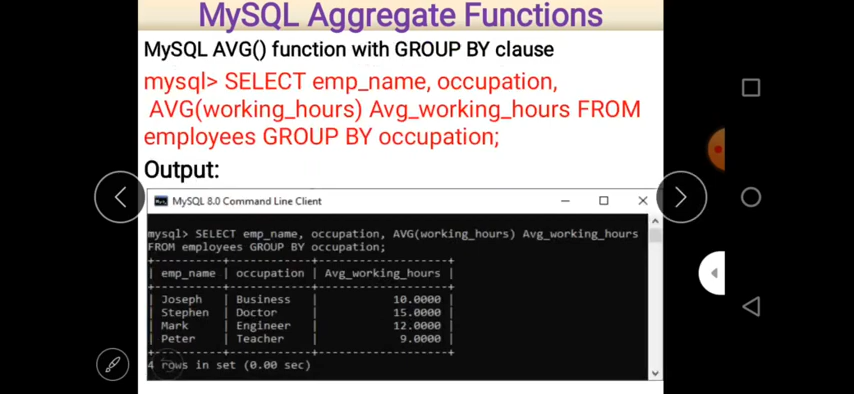 MySQL Aggregate Functions
MySQL AVG() function with GROUP BY clause
mysql> SELECT emp_name, occupation,
AVG(working_hours) Avg_working_hours FROM
employees GROUP BY occupation;
Output:
MySQL 8.0 Command Line Client
mysql> SELECT emp_name, occupation, AVG(working_hours) Avg_working_hours
FROM employees GROUP BY occupation;
+----------+------------+-------------------+
| emp_name | occupation | Avg_working_hours |
+----------+------------+-------------------+
| Joseph | Business | 10.0000 |
| Stephen | Doctor | 15.0000 |
| Mark | Engineer | 12.0000 |
| Peter | Teacher | 9.0000 |
+----------+------------+-------------------+
4 rows in set (0.00 sec)